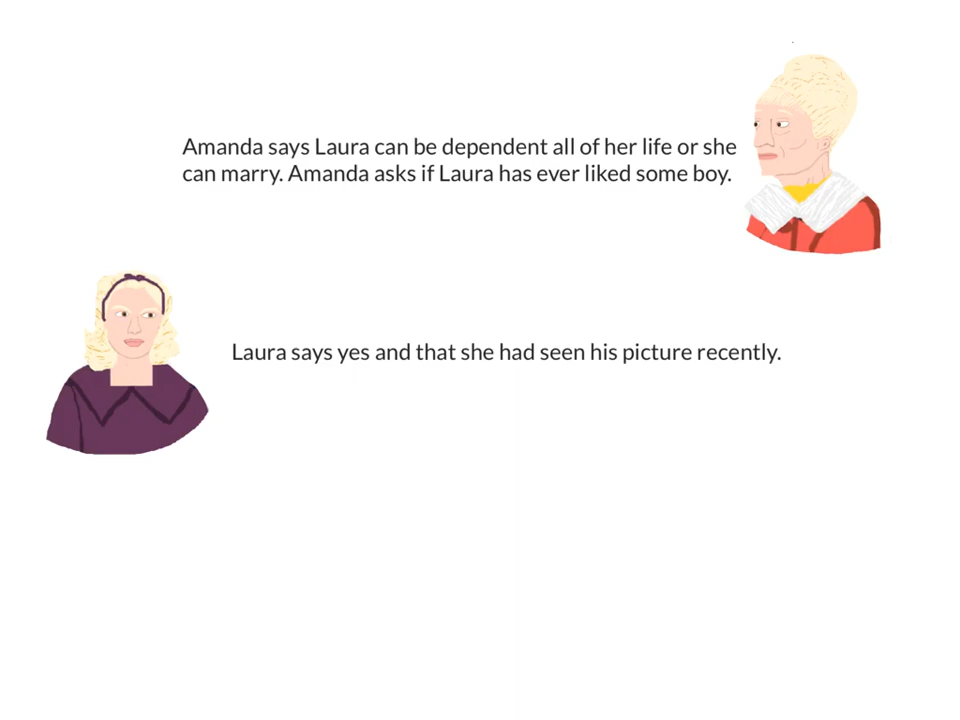 Amanda says Laura can be dependent all of her life or she
can marry. Amanda asks if Laura has ever liked some boy.
Laura says yes and that she had seen his picture recently.